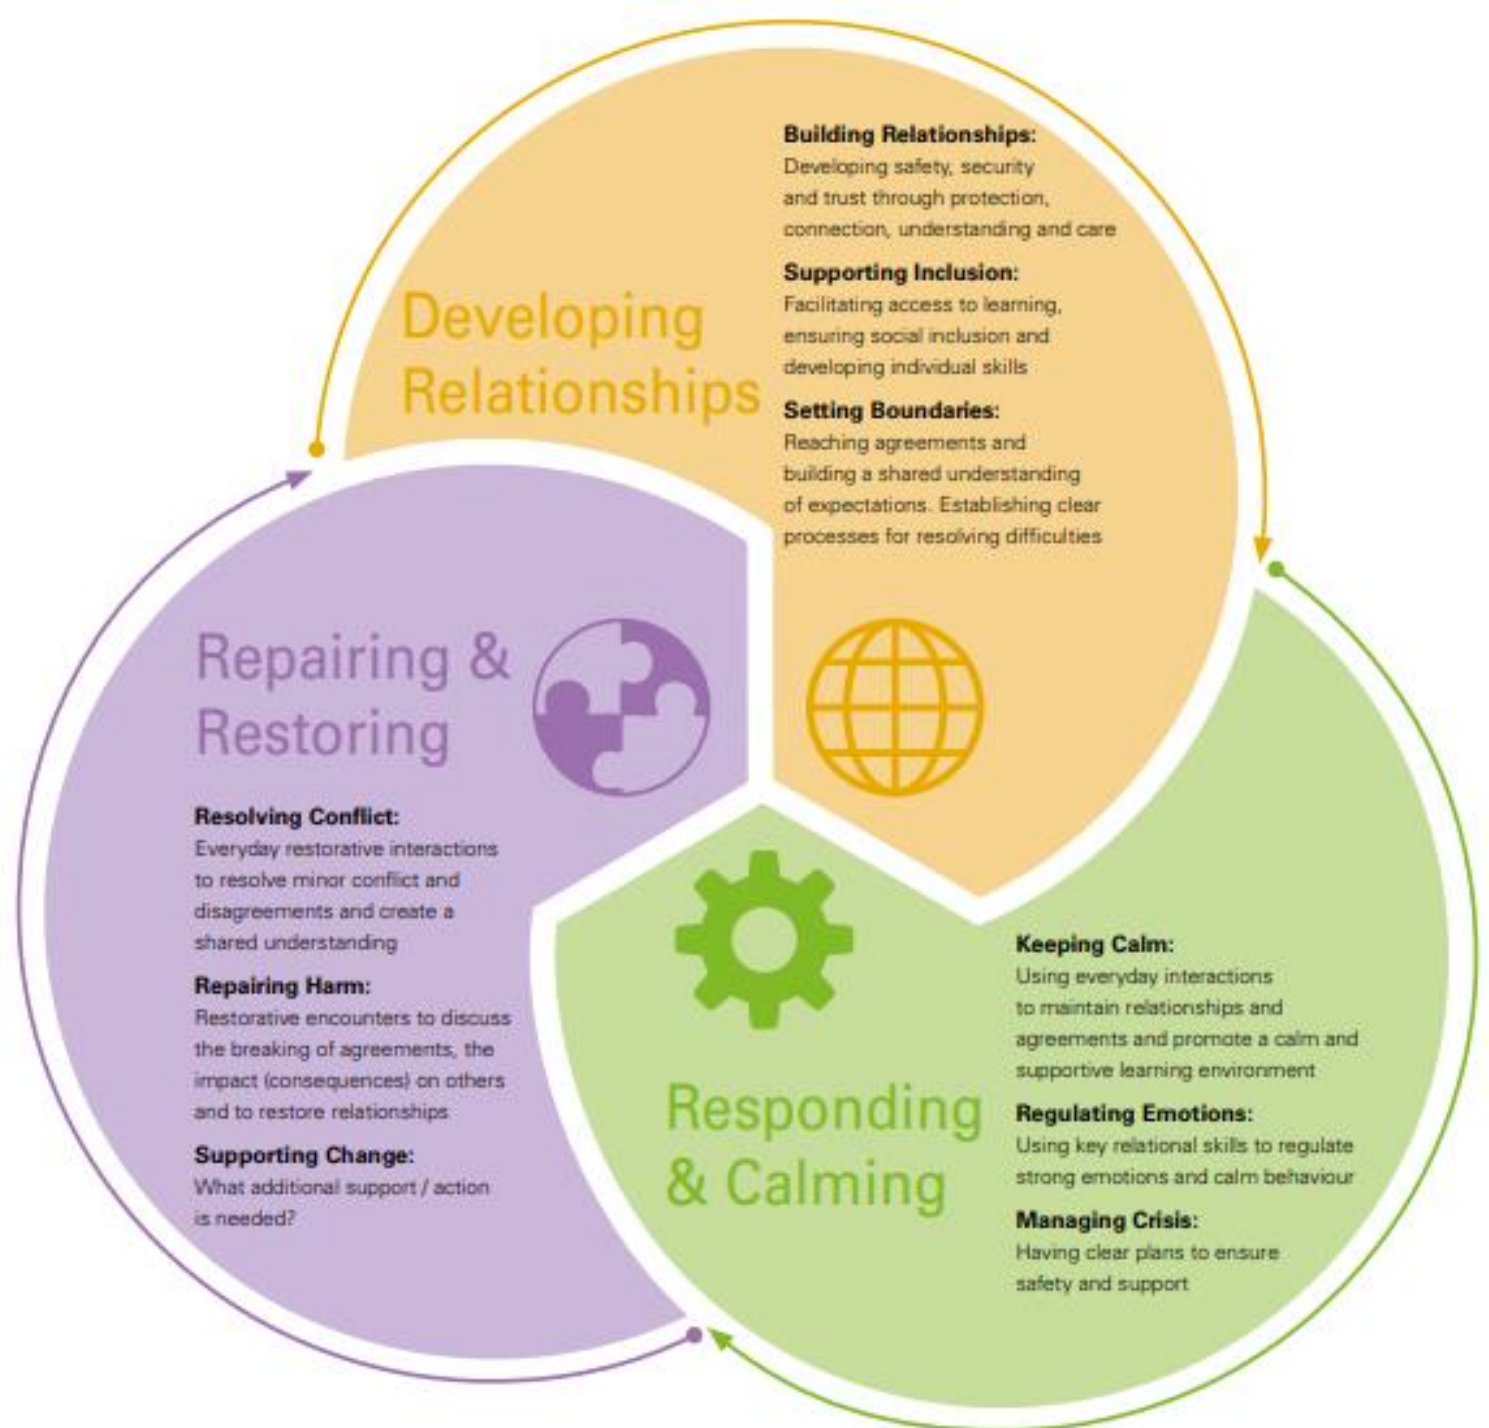 Developing
Relationships
Building Relationships:
Developing safety, security
and trust through protection,
connection, understanding and care
Supporting Inclusion:
Facilitating access to learning,
ensuring social inclusion and
developing individual skills
Setting Boundaries:
Reaching agreements and
building a shared understanding
of expectations. Establishing clear
processes for resolving difficulties
Responding
& Calming
Keeping Calm:
Using everyday interactions
to maintain relationships and
agreements and promote a calm and
supportive learning environment
Regulating Emotions:
Using key relational skills to regulate
strong emotions and calm behaviour
Managing Crisis:
Having clear plans to ensure
safety and support
Repairing &
Restoring
Resolving Conflict:
Everyday restorative interactions
to resolve minor conflict and
disagreements and create a
shared understanding
Repairing Harm:
Restorative encounters to discuss
the breaking of agreements, the
impact (consequences) on others
and to restore relationships
Supporting Change:
What additional support / action
is needed?